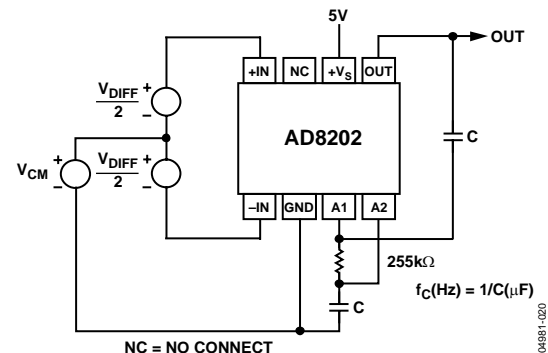 5V
OUT
+IN
NC
+VS
OUT
VDIFF
2
+
–
AD8202
C
VCM
+
–
VDIFF
2
+
–
–IN
GND
A1
A2
255kΩ
fC(Hz) = 1/C(μF)
C
NC = NO CONNECT
04981-020